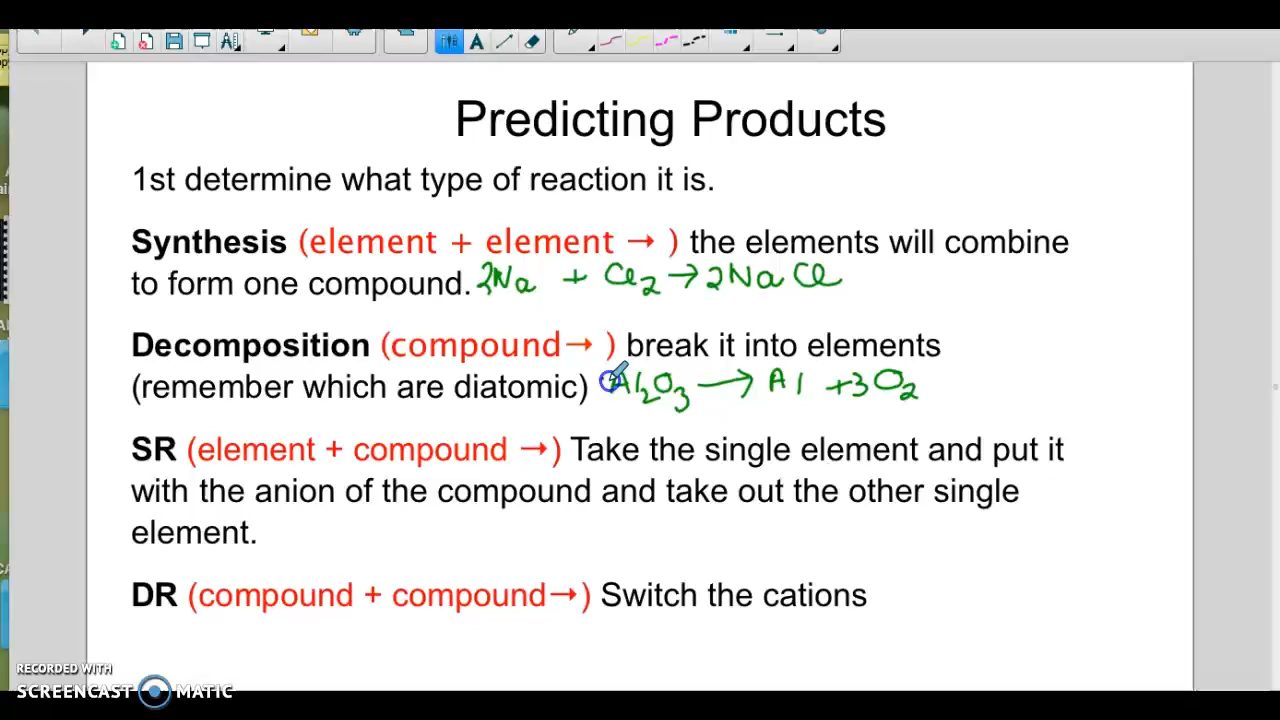 Predicting Products
1st determine what type of reaction it is.
Synthesis (element + element → ) the elements will combine
to form one compound. 2Na + Cl₂ → 2NaCl
Decomposition (compound→ ) break it into elements
(remember which are diatomic) Al₂O₃ → Al + 3O₂
SR (element + compound →) Take the single element and put it
with the anion of the compound and take out the other single
element.
DR (compound + compound→) Switch the cations
RECORDED WITH
SCREENCAST MATIC